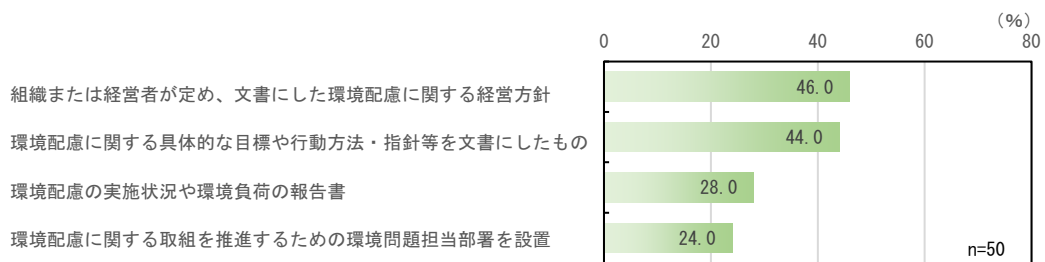 （%）
0 20 40 60 80
組織または経営者が定め、文書にした環境配慮に関する経営方針 46.0
環境配慮に関する具体的な目標や行動方法・指針等を文書にしたもの 44.0
環境配慮の実施状況や環境負荷の報告書 28.0
環境配慮に関する取組を推進するための環境問題担当部署を設置 24.0
n=50